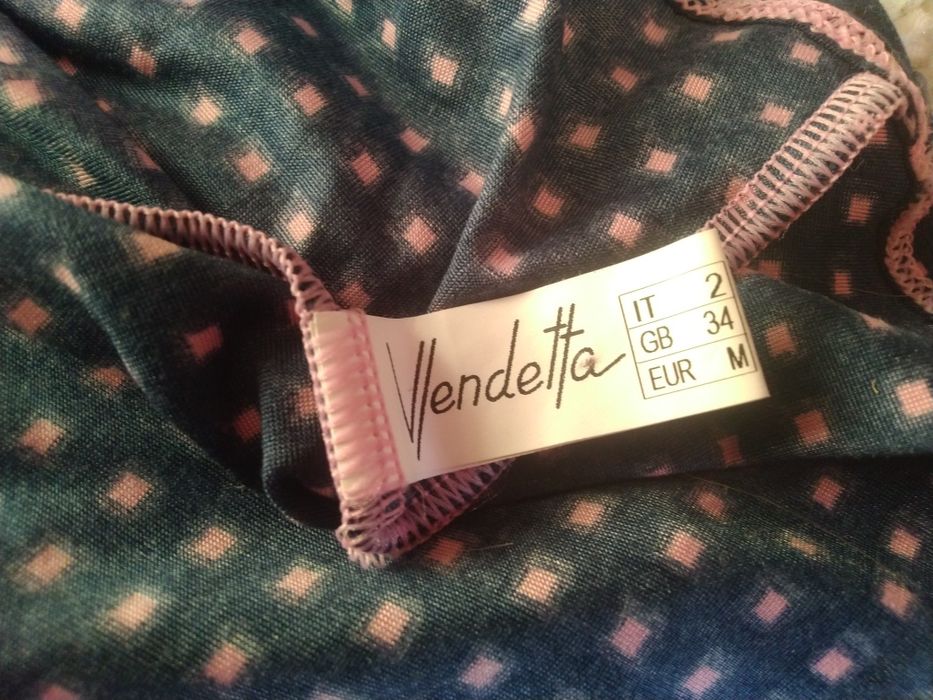 Vendetta
IT 2
GB 34
EUR M